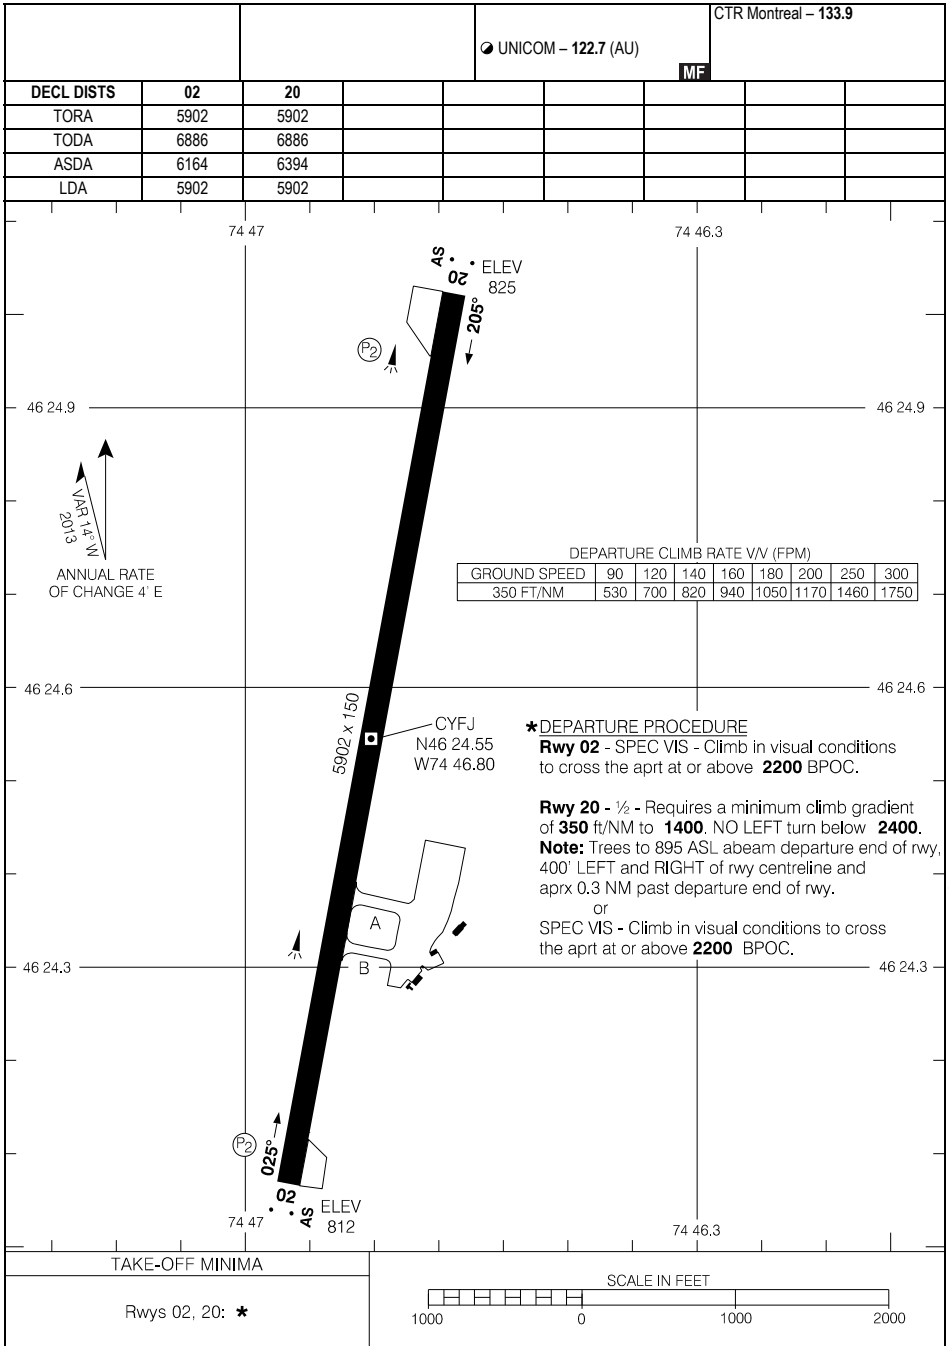 CTR Montreal – 133.9
UNICOM – 122.7 (AU)
MF
DECL DISTS 02 20
TORA 5902 5902
TODA 6886 6886
ASDA 6164 6394
LDA 5902 5902
74 47 74 46.3
AS
20
ELEV
825
205°
P2
46 24.9 46 24.9
VAR 14° W
2013
ANNUAL RATE
OF CHANGE 4' E
DEPARTURE CLIMB RATE V/V (FPM)
GROUND SPEED 90 120 140 160 180 200 250 300
350 FT/NM 530 700 820 940 1050 1170 1460 1750
46 24.6 46 24.6
5902 x 150
CYFJ
N46 24.55
W74 46.80
*DEPARTURE PROCEDURE
Rwy 02 - SPEC VIS - Climb in visual conditions
to cross the aprt at or above 2200 BPOC.
Rwy 20 - ½ - Requires a minimum climb gradient
of 350 ft/NM to 1400. NO LEFT turn below 2400.
Note: Trees to 895 ASL abeam departure end of rwy,
400' LEFT and RIGHT of rwy centreline and
aprx 0.3 NM past departure end of rwy.
or
SPEC VIS - Climb in visual conditions to cross
the aprt at or above 2200 BPOC.
A
B
46 24.3 46 24.3
P2
025°
02
AS
ELEV
812
74 47 74 46.3
TAKE-OFF MINIMA
Rwys 02, 20: *
SCALE IN FEET
1000 0 1000 2000